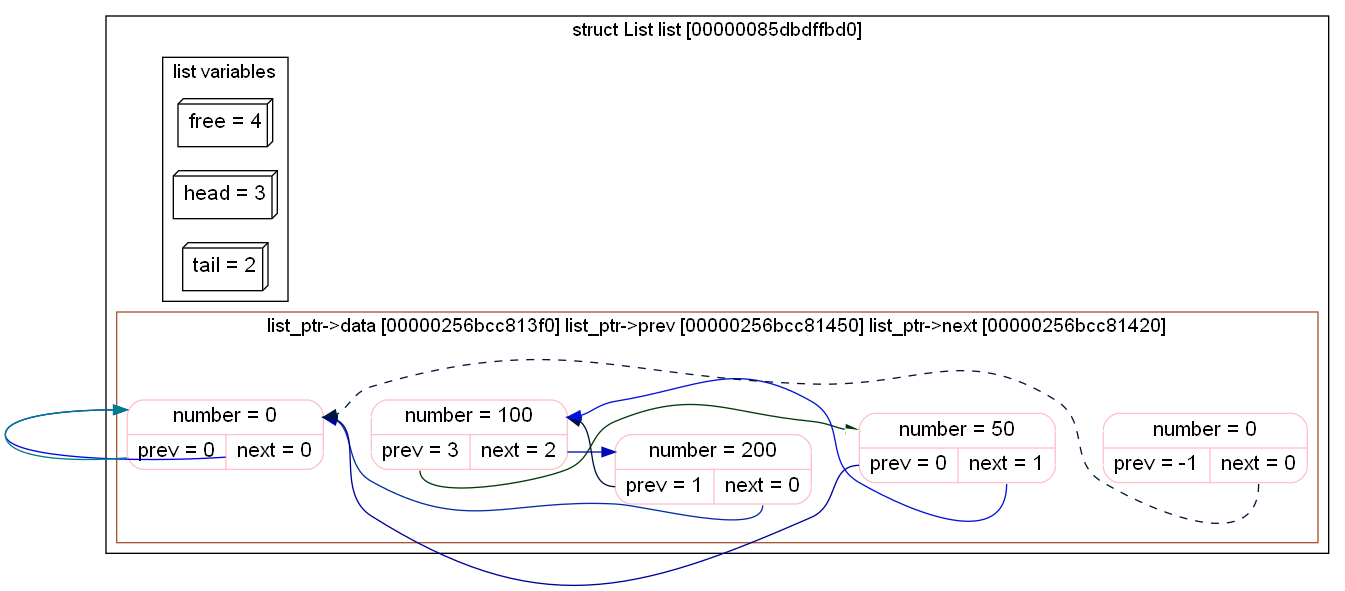 struct List list [00000085dbdffbd0]
list variables
free = 4
head = 3
tail = 2
list_ptr->data [00000256bcc813f0] list_ptr->prev [00000256bcc81450] list_ptr->next [00000256bcc81420]
number = 0
prev = 0
next = 0
number = 100
prev = 3
next = 2
number = 200
prev = 1
next = 0
number = 50
prev = 0
next = 1
number = 0
prev = -1
next = 0